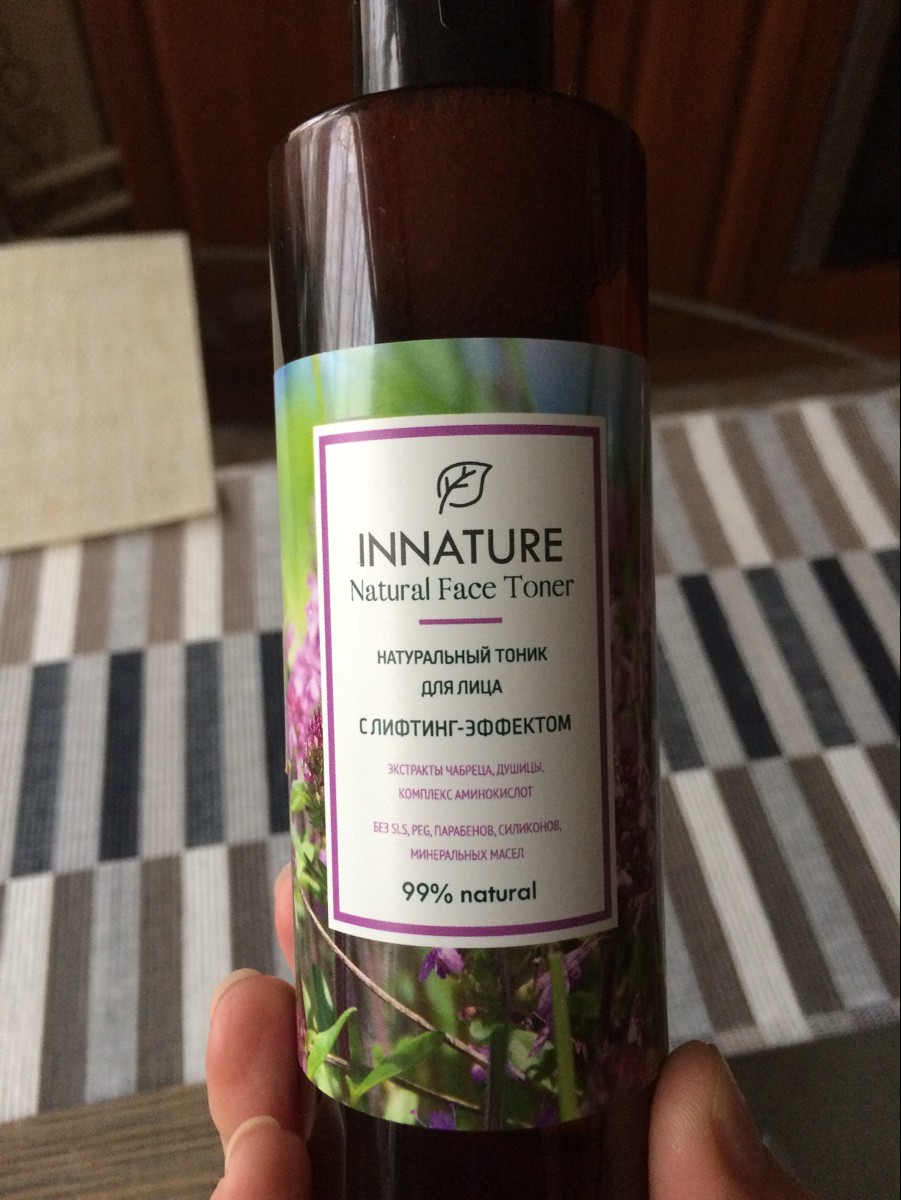 INNATURE
Natural Face Toner
НАТУРАЛЬНЫЙ ТОНИК
ДЛЯ ЛИЦА
С ЛИФТИНГ-ЭФФЕКТОМ
ЭКСТРАКТЫ ЧАБРЕЦА, ДУШИЦЫ,
КОМПЛЕКС АМИНОКИСЛОТ
БЕЗ SLS, PEG, ПАРАБЕНОВ, СИЛИКОНОВ,
МИНЕРАЛЬНЫХ МАСЕЛ
99% natural